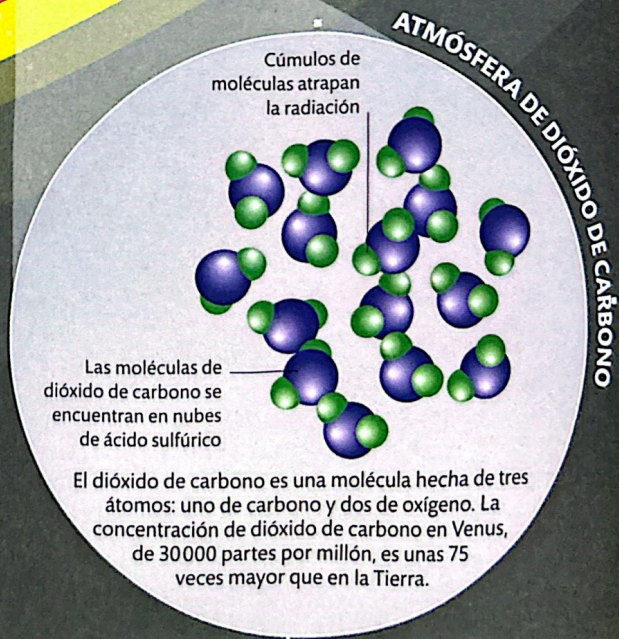 ATMÓSFERA DE DIÓXIDO DE CARBONO
Cúmulos de
moléculas atrapan
la radiación
Las moléculas de
dióxido de carbono se
encuentran en nubes
de ácido sulfúrico
El dióxido de carbono es una molécula hecha de tres
átomos: uno de carbono y dos de oxígeno. La
concentración de dióxido de carbono en Venus,
de 30 000 partes por millón, es unas 75
veces mayor que en la Tierra.